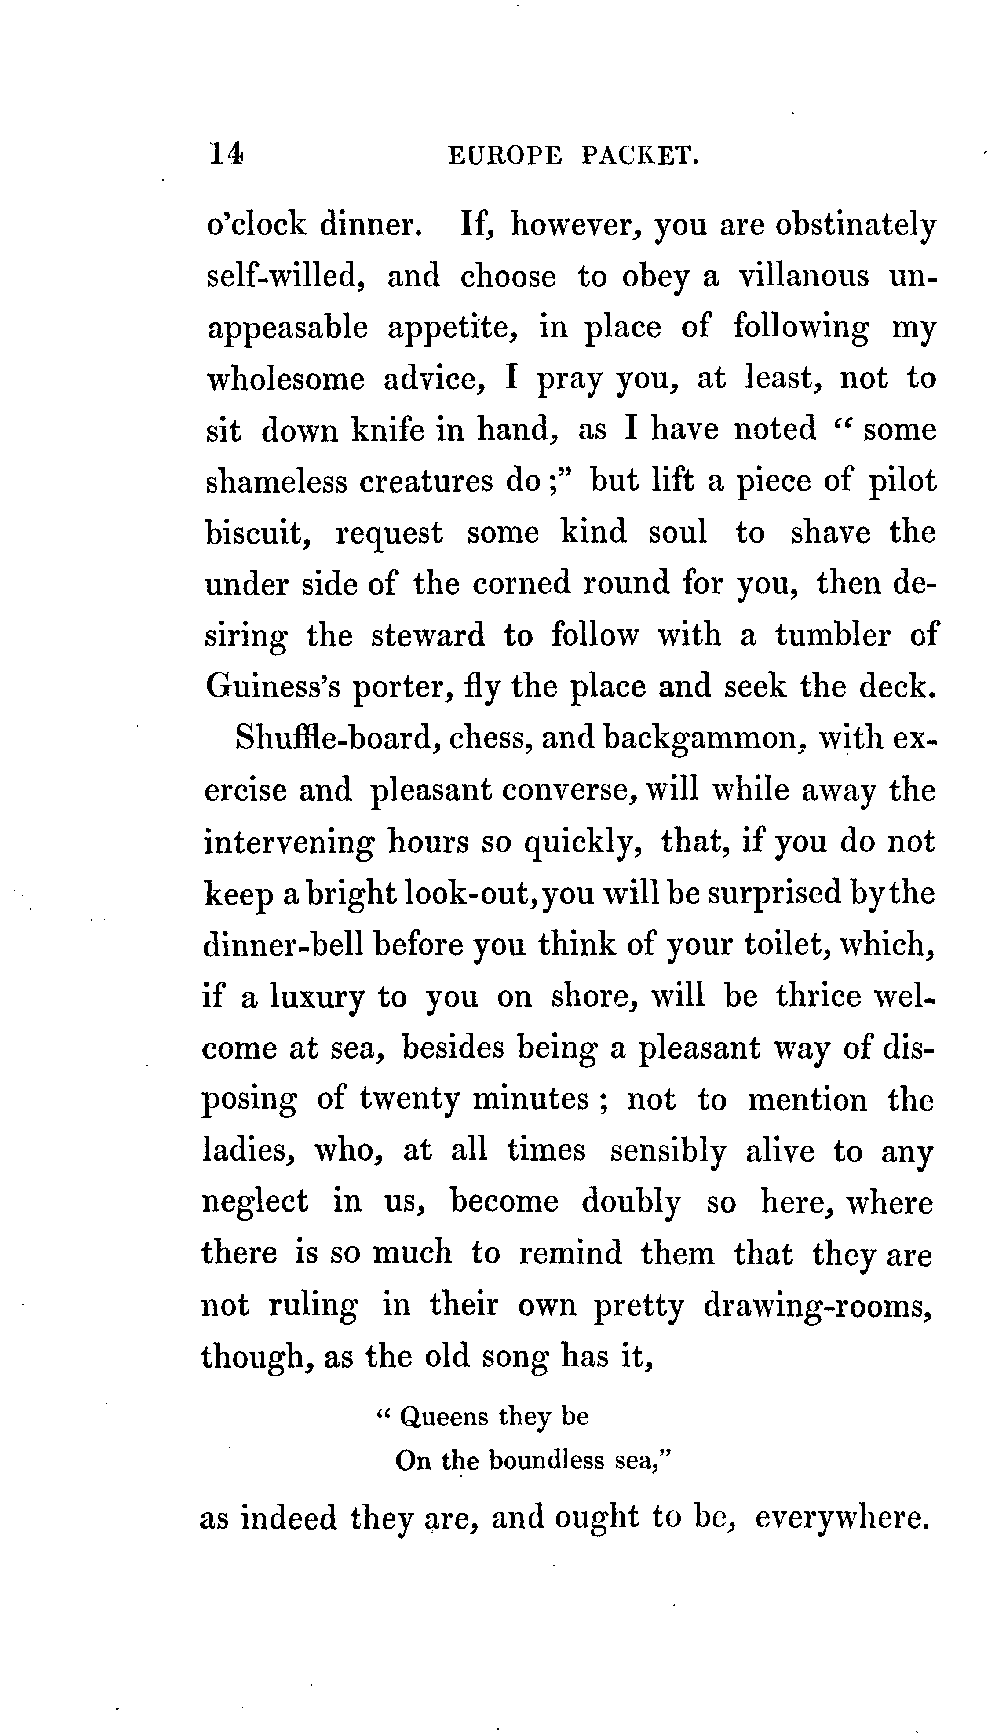 14 EUROPE PACKET.
o'clock dinner. If, however, you are obstinately
self-willed, and choose to obey a villanous un-
appeasable appetite, in place of following my
wholesome advice, I pray you, at least, not to
sit down knife in hand, as I have noted “ some
shameless creatures do ;” but lift a piece of pilot
biscuit, request some kind soul to shave the
under side of the corned round for you, then de-
siring the steward to follow with a tumbler of
Guiness's porter, fly the place and seek the deck.
Shuffle-board, chess, and backgammon, with ex-
ercise and pleasant converse, will while away the
intervening hours so quickly, that, if you do not
keep a bright look-out, you will be surprised by the
dinner-bell before you think of your toilet, which,
if a luxury to you on shore, will be thrice wel-
come at sea, besides being a pleasant way of dis-
posing of twenty minutes ; not to mention the
ladies, who, at all times sensibly alive to any
neglect in us, become doubly so here, where
there is so much to remind them that they are
not ruling in their own pretty drawing-rooms,
though, as the old song has it,
“ Queens they be
On the boundless sea,”
as indeed they are, and ought to be, everywhere.